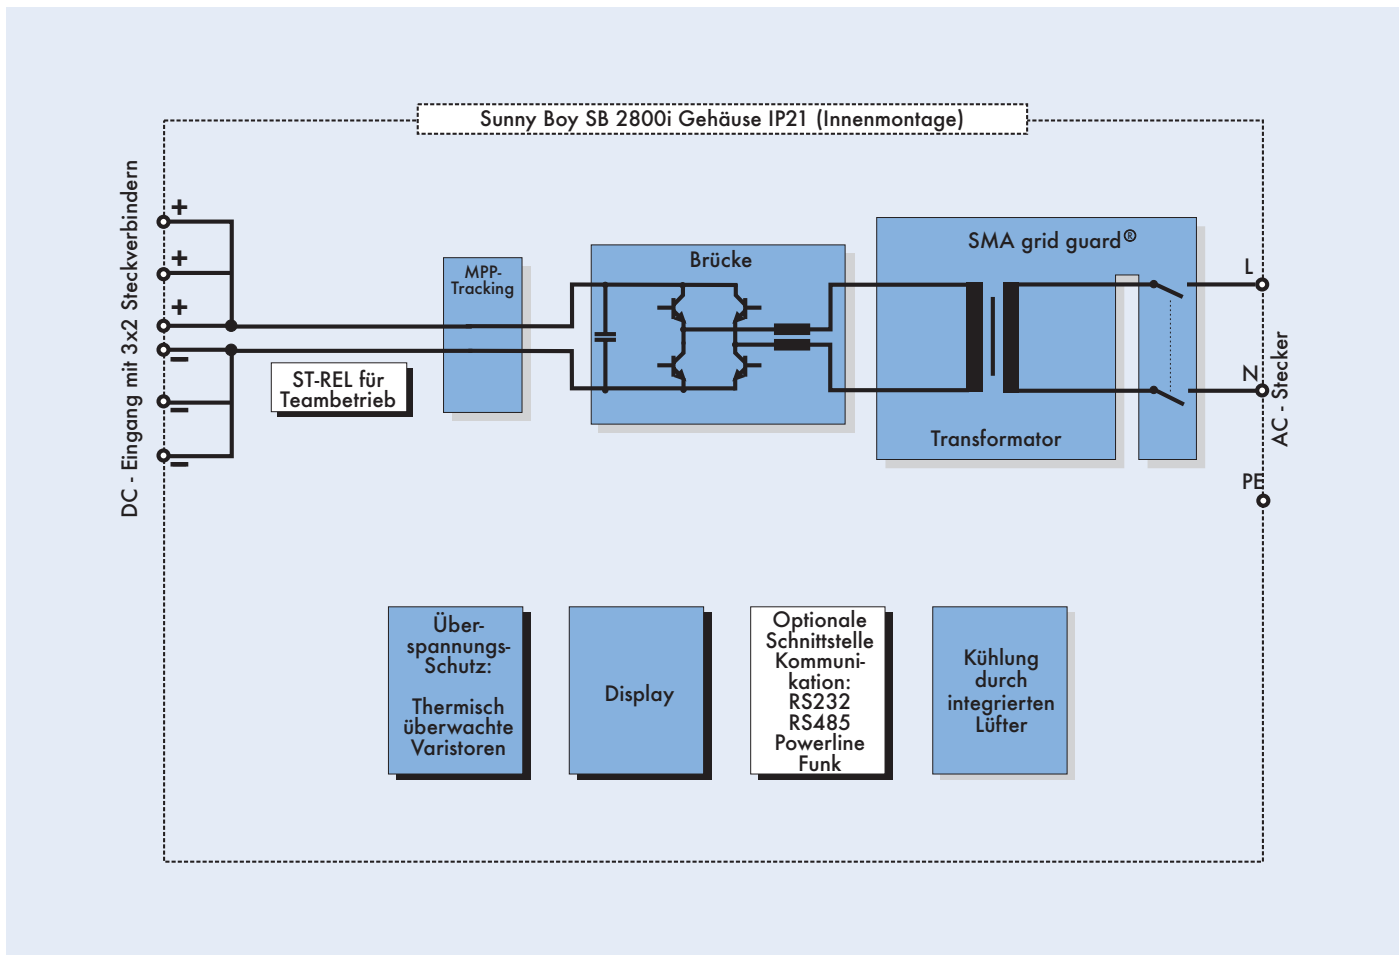 Sunny Boy SB 2800i Gehäuse IP21 (Innenmontage)
DC - Eingang mit 3x2 Steckverbindern
+
+
+
–
–
–
ST-REL für
Teambetrieb
MPP-
Tracking
Brücke
SMA grid guard®
Transformator
L
N
PE
AC - Stecker
Über-
spannungs-
Schutz:
Thermisch
überwachte
Varistoren
Display
Optionale
Schnittstelle
Kommuni-
kation:
RS232
RS485
Powerline
Funk
Kühlung
durch
integrierten
Lüfter